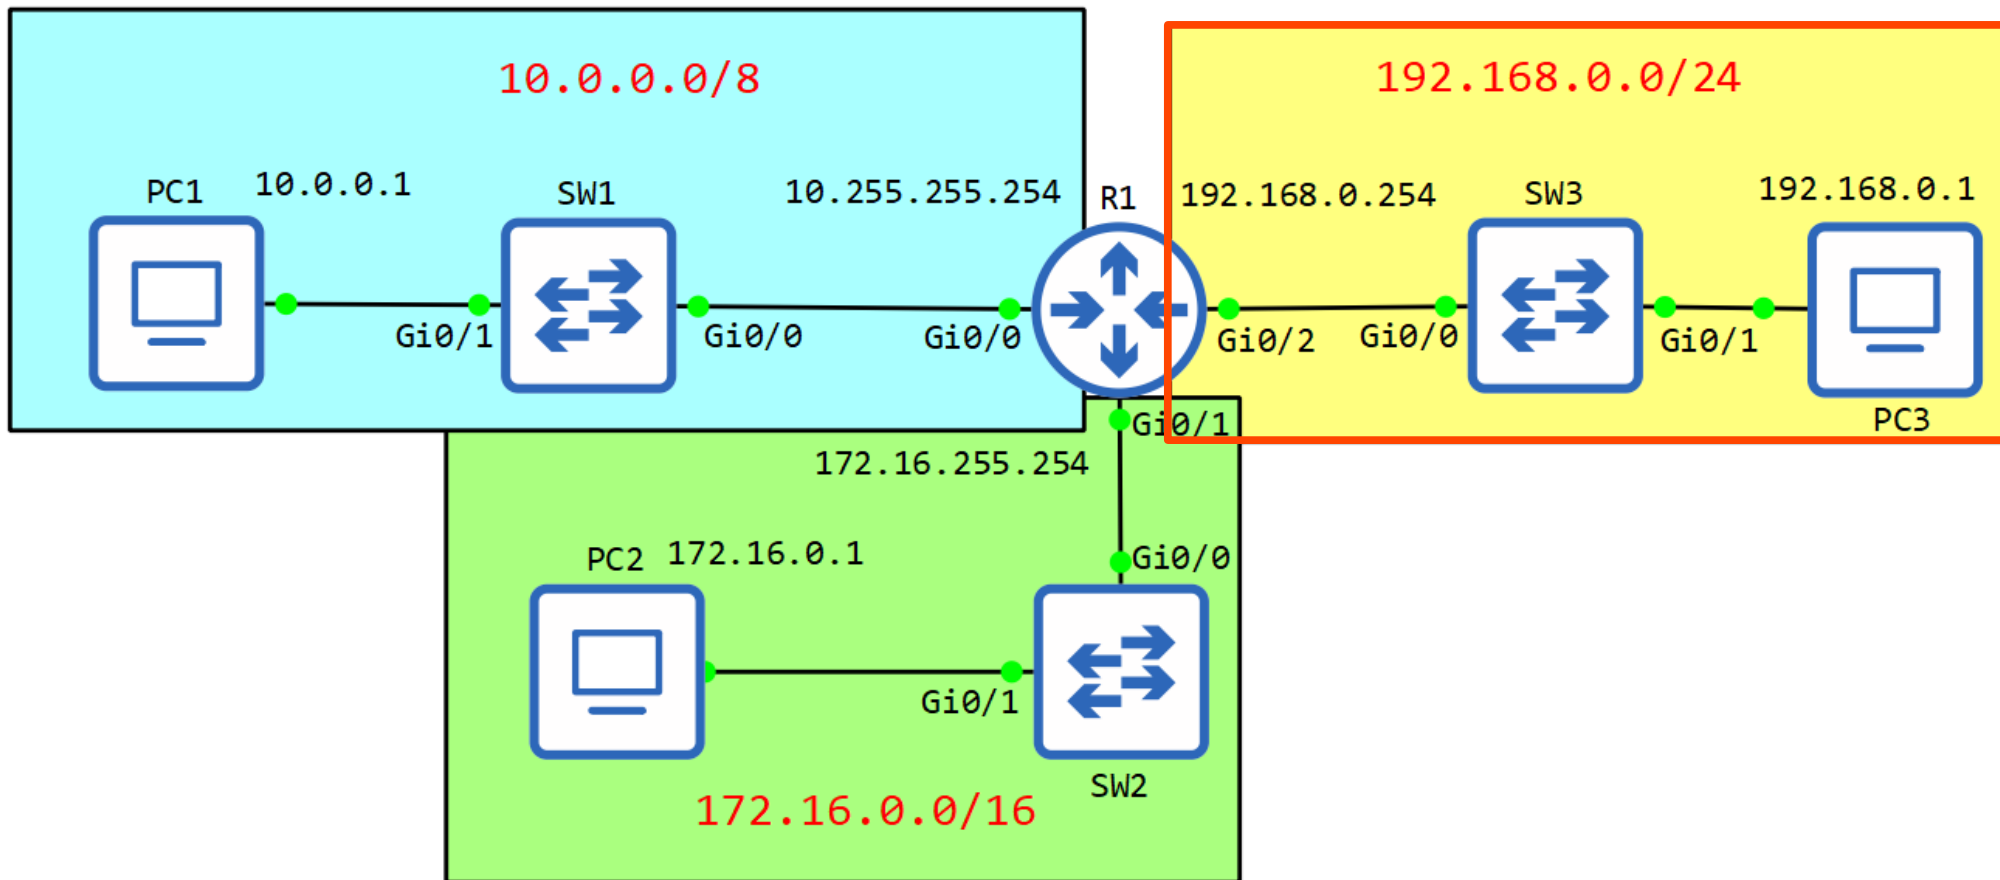 10.0.0.0/8
192.168.0.0/24
PC1
10.0.0.1
SW1
10.255.255.254
R1
192.168.0.254
SW3
192.168.0.1
Gi0/1
Gi0/0
Gi0/0
Gi0/2
Gi0/0
Gi0/1
PC3
Gi0/1
172.16.255.254
PC2
172.16.0.1
Gi0/0
Gi0/1
SW2
172.16.0.0/16